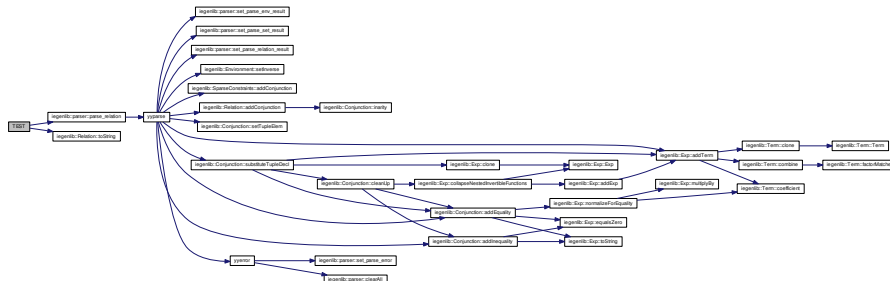 iegenlib::parser::set_parse_env_result
iegenlib::parser::set_parse_set_result
iegenlib::parser::set_parse_relation_result
iegenlib::Environment::setInverse
iegenlib::SparseConstraints::addConjunction
iegenlib::parser::parse_relation
yyparse
iegenlib::Relation::addConjunction
iegenlib::Conjunction::inarity
TEST
iegenlib::Conjunction::setTupleElem
iegenlib::Relation::toString
iegenlib::Term::clone
iegenlib::Term::Term
iegenlib::Exp::addTerm
iegenlib::Conjunction::substituteTupleDecl
iegenlib::Exp::clone
iegenlib::Exp::Exp
iegenlib::Term::combine
iegenlib::Term::factorMatches
iegenlib::Conjunction::cleanUp
iegenlib::Exp::collapseNestedInvertibleFunctions
iegenlib::Exp::addExp
iegenlib::Exp::multiplyBy
iegenlib::Term::coefficient
iegenlib::Exp::normalizeForEquality
iegenlib::Conjunction::addEquality
iegenlib::Exp::equalsZero
iegenlib::Conjunction::addInequality
iegenlib::Exp::toString
yyerror
iegenlib::parser::set_parse_error
iegenlib::parser::clearAll